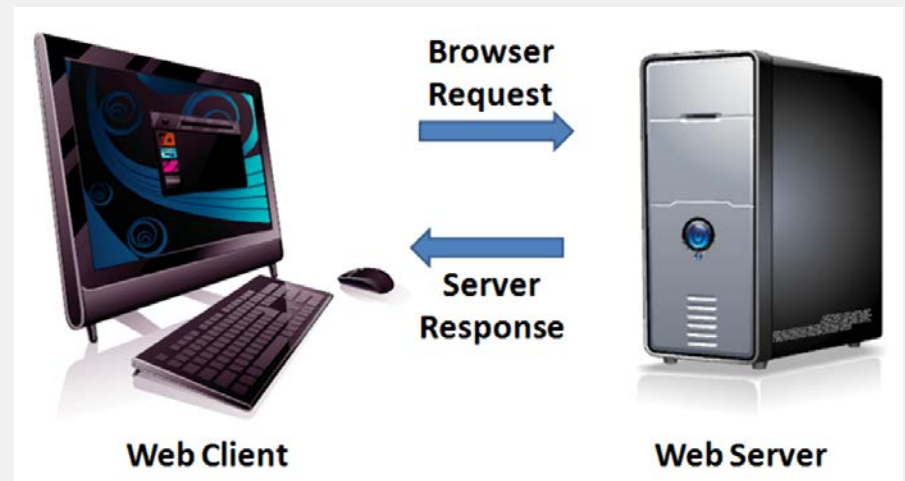 Browser
Request
Server
Response
Web Client
Web Server